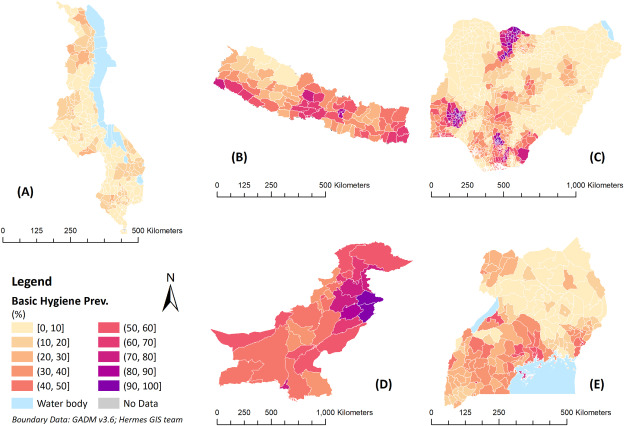 (A)
0 125 250 500 Kilometers
(B)
0 125 250 500 Kilometers
(C)
0 250 500 1,000 Kilometers
N
Legend
Basic Hygiene Prev.
(%)
[0, 10] (50, 60]
(10, 20] (60, 70]
(20, 30] (70, 80]
(30, 40] (80, 90]
(40, 50] (90, 100]
Water body No Data
Boundary Data: GADM v3.6; Hermes GIS team
(D)
0 250 500 1,000 Kilometers
(E)
0 125 250 500 Kilometers